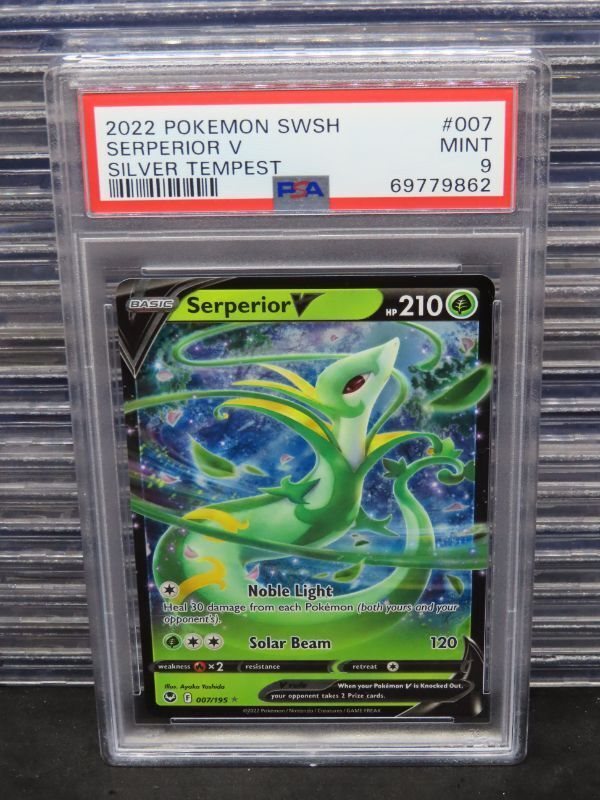 2022 POKEMON SWSH #007
SERPERIOR V MINT
SILVER TEMPEST 9
PSA 69779862
BASIC Serperior V HP 210
Noble Light
Heal 30 damage from each Pokémon (both yours and your
opponent's).
Solar Beam 120
weakness ×2 resistance retreat
Illus. Ayaka Yoshida
V rule When your Pokémon V is Knocked Out,
your opponent takes 2 Prize cards.
F 007/195 ★
©2022 Pokémon / Nintendo / Creatures / GAME FREAK